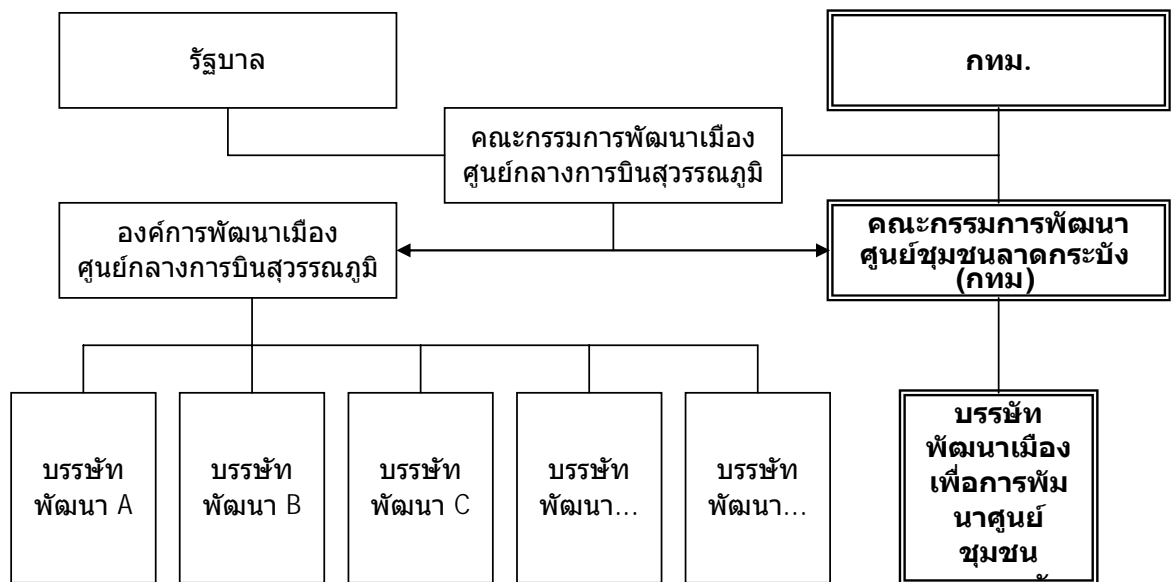 รัฐบาล
กทม.
คณะกรรมการพัฒนาเมือง
ศูนย์กลางการบินสุวรรณภูมิ
องค์การพัฒนาเมือง
ศูนย์กลางการบินสุวรรณภูมิ
คณะกรรมการพัฒนา
ศูนย์ชุมชนลาดกระบัง
(กทม)
บรรษัท
พัฒนา A
บรรษัท
พัฒนา B
บรรษัท
พัฒนา C
บรรษัท
พัฒนา...
บรรษัท
พัฒนา...
บรรษัท
พัฒนาเมือง
เพื่อการพัม
นาศูนย์
ชุมชน